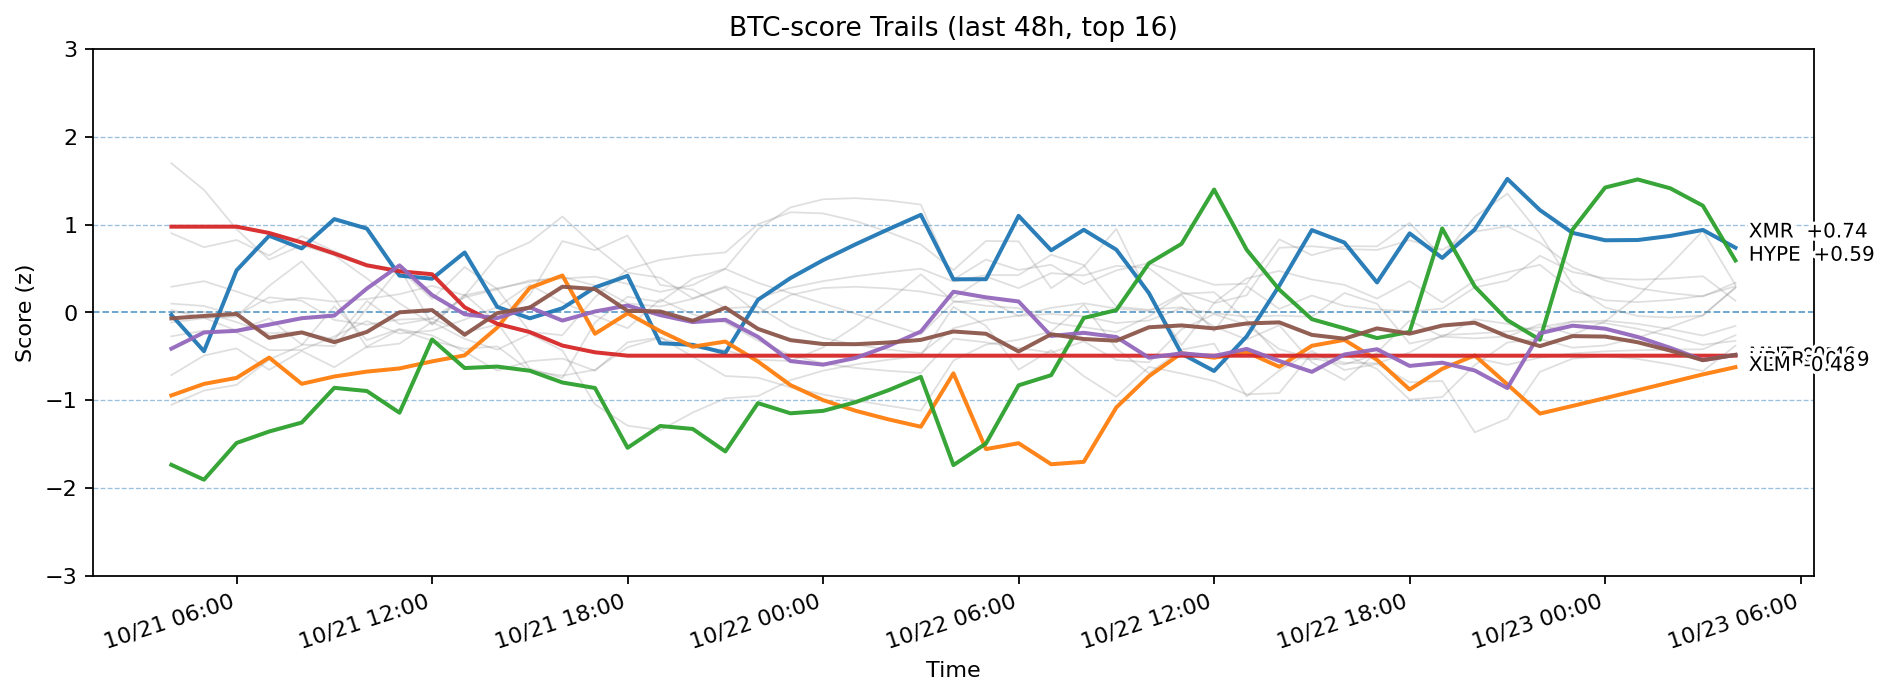 BTC-score Trails (last 48h, top 16)
3
2
1
0
−1
−2
−3
Score (z)
XMR +0.74
HYPE +0.59
XLM -0.48
10/21 06:00
10/21 12:00
10/21 18:00
10/22 00:00
10/22 06:00
10/22 12:00
10/22 18:00
10/23 00:00
10/23 06:00
Time